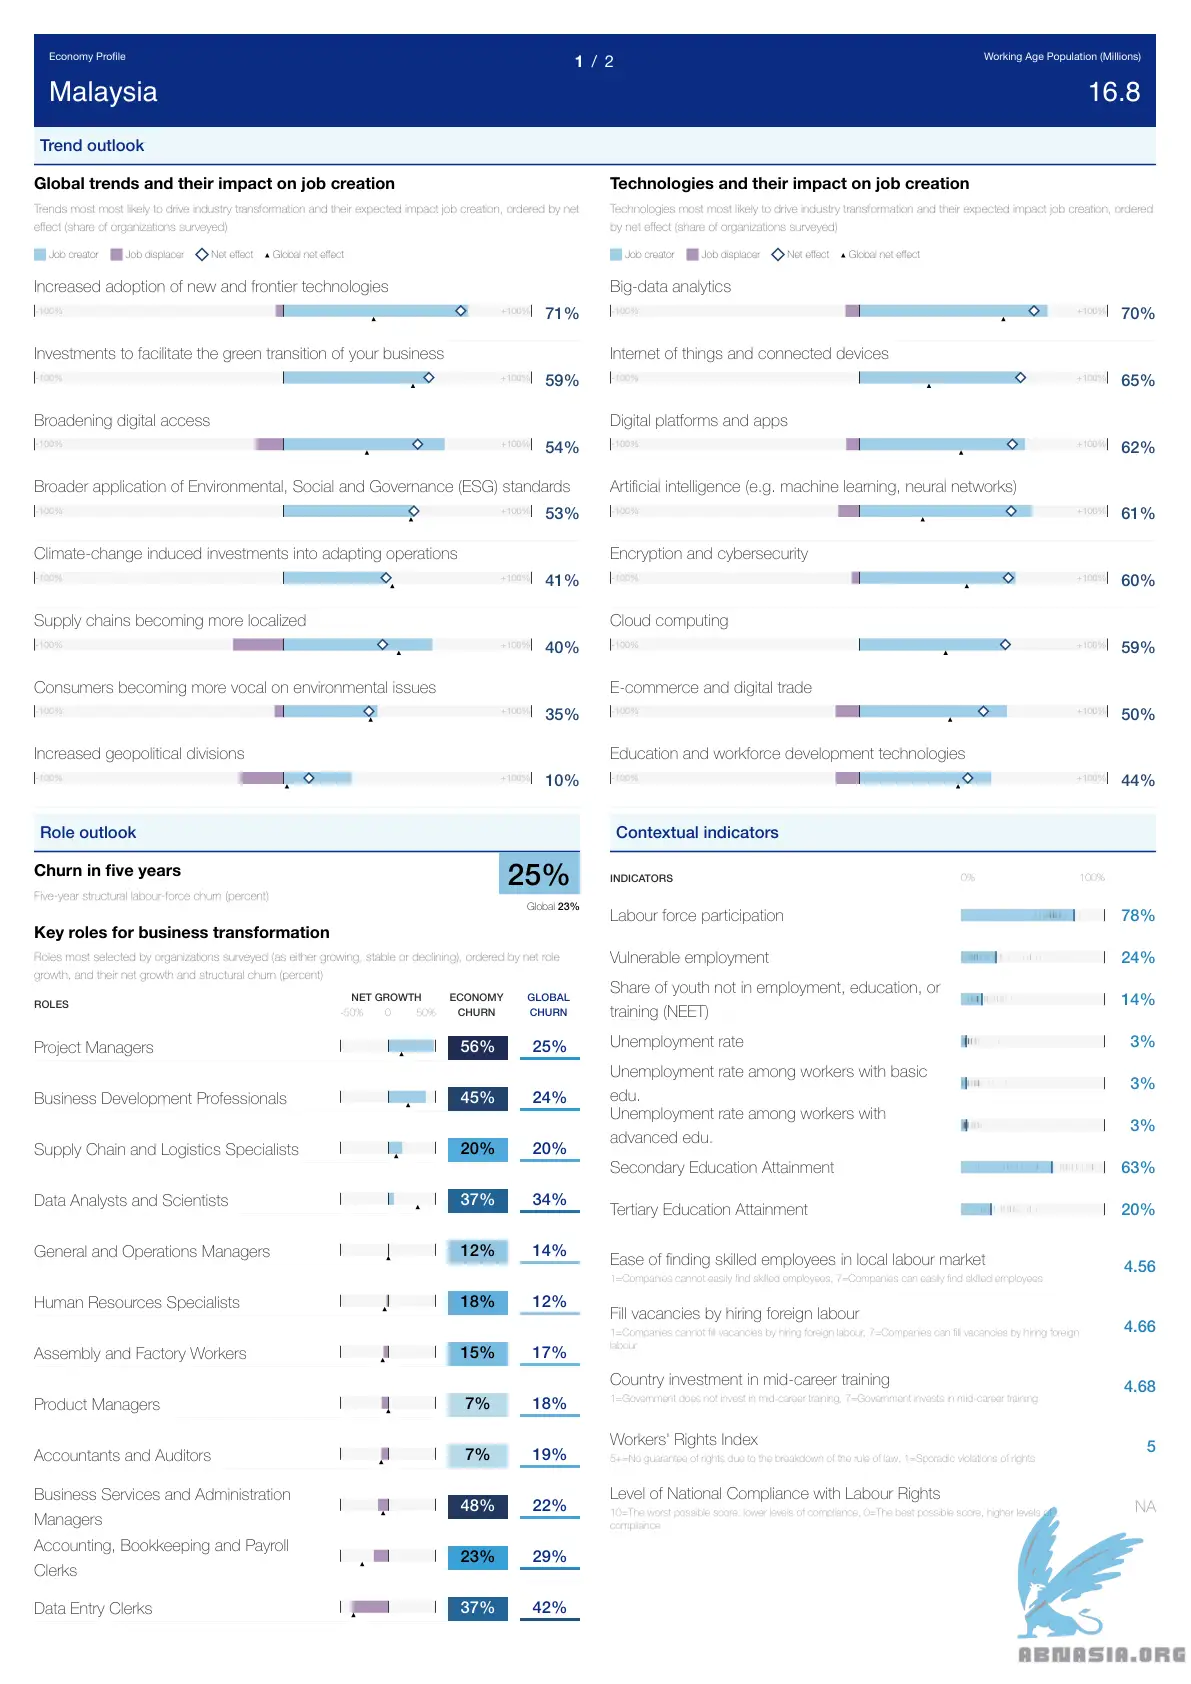 Economy Profile
1 / 2
Working Age Population (Millions)
Malaysia
16.8
Trend outlook
Global trends and their impact on job creation
Trends most most likely to drive industry transformation and their expected impact job creation, ordered by net
effect (share of organizations surveyed)
Job creator Job displacer Net effect Global net effect
Increased adoption of new and frontier technologies
-100% +100% 71%
Investments to facilitate the green transition of your business
-100% +100% 59%
Broadening digital access
-100% +100% 54%
Broader application of Environmental, Social and Governance (ESG) standards
-100% +100% 53%
Climate-change induced investments into adapting operations
-100% +100% 41%
Supply chains becoming more localized
-100% +100% 40%
Consumers becoming more vocal on environmental issues
-100% +100% 35%
Increased geopolitical divisions
-100% +100% 10%
Technologies and their impact on job creation
Technologies most most likely to drive industry transformation and their expected impact job creation, ordered
by net effect (share of organizations surveyed)
Job creator Job displacer Net effect Global net effect
Big-data analytics
-100% +100% 70%
Internet of things and connected devices
-100% +100% 65%
Digital platforms and apps
-100% +100% 62%
Artificial intelligence (e.g. machine learning, neural networks)
-100% +100% 61%
Encryption and cybersecurity
-100% +100% 60%
Cloud computing
-100% +100% 59%
E-commerce and digital trade
-100% +100% 50%
Education and workforce development technologies
-100% +100% 44%
Role outlook
Churn in five years
25%
Five-year structural labour-force churn (percent)
Global 23%
Key roles for business transformation
Roles most selected by organizations surveyed (as either growing, stable or declining), ordered by net role
growth, and their net growth and structural churn (percent)
ROLES NET GROWTH ECONOMY CHURN GLOBAL CHURN
-50% 0 50%
Project Managers 56% 25%
Business Development Professionals 45% 24%
Supply Chain and Logistics Specialists 20% 20%
Data Analysts and Scientists 37% 34%
General and Operations Managers 12% 14%
Human Resources Specialists 18% 12%
Assembly and Factory Workers 15% 17%
Product Managers 7% 18%
Accountants and Auditors 7% 19%
Business Services and Administration
Managers 48% 22%
Accounting, Bookkeeping and Payroll
Clerks 23% 29%
Data Entry Clerks 37% 42%
Contextual indicators
INDICATORS 0% 100%
Labour force participation 78%
Vulnerable employment 24%
Share of youth not in employment, education, or
training (NEET) 14%
Unemployment rate 3%
Unemployment rate among workers with basic
edu. 3%
Unemployment rate among workers with
advanced edu. 3%
Secondary Education Attainment 63%
Tertiary Education Attainment 20%
Ease of finding skilled employees in local labour market 4.56
1=Companies cannot easily find skilled employees, 7=Companies can easily find skilled employees
Fill vacancies by hiring foreign labour 4.66
1=Companies cannot fill vacancies by hiring foreign labour, 7=Companies can fill vacancies by hiring foreign
labour
Country investment in mid-career training 4.68
1=Government does not invest in mid-career training, 7=Government invests in mid-career training
Workers' Rights Index 5
5+=No guarantee of rights due to the breakdown of the rule of law, 1=Sporadic violations of rights
Level of National Compliance with Labour Rights NA
10=The worst possible score, lower levels of compliance, 0=The best possible score, higher levels of
compliance
ABNASIA.ORG